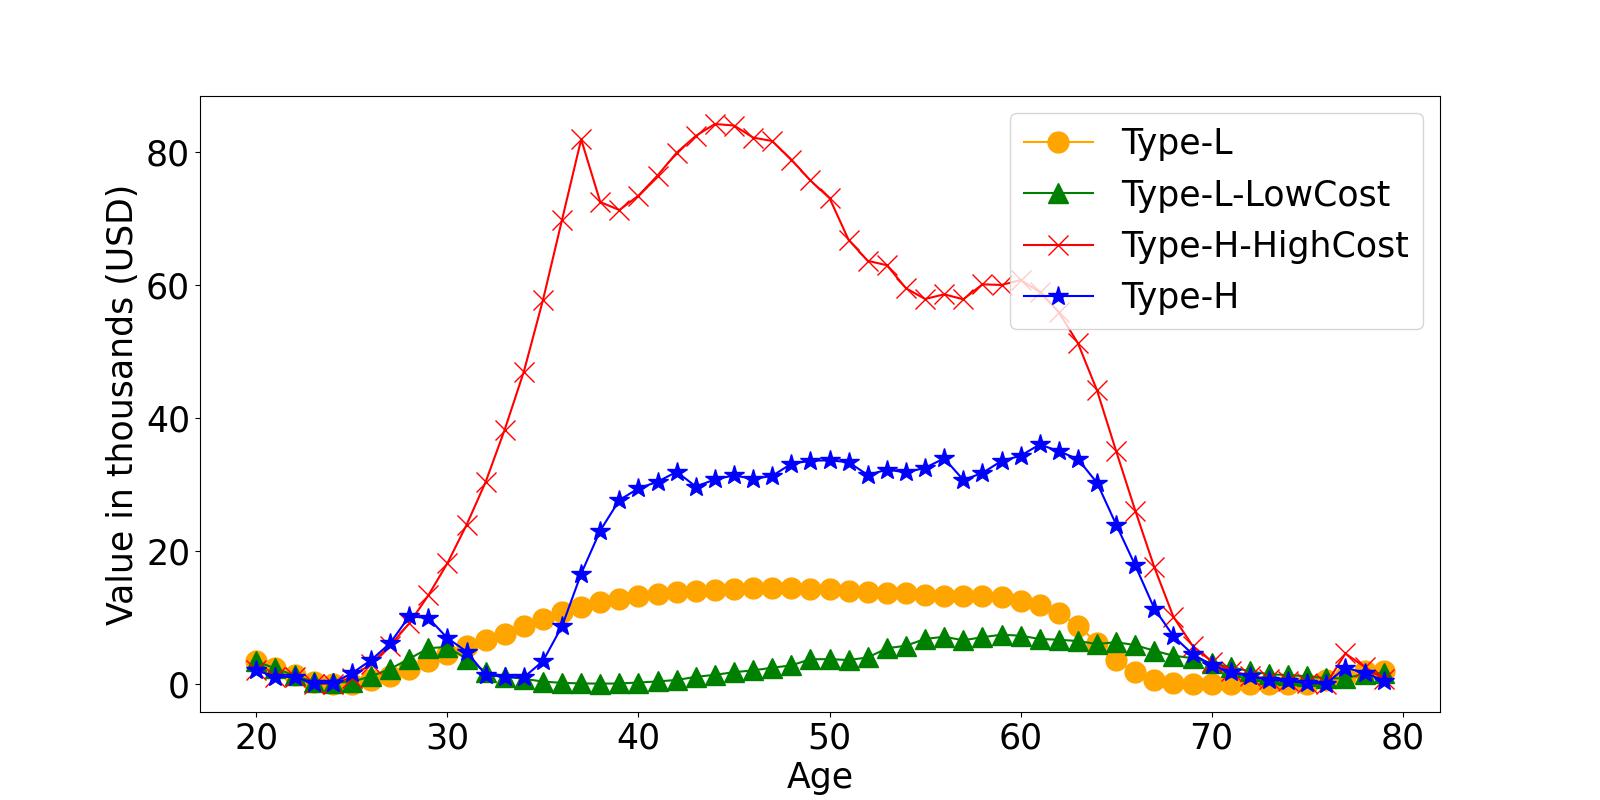 Type-L
Type-L-LowCost
Type-H-HighCost
Type-H
Value in thousands (USD)
80
60
40
20
0
20 30 40 50 60 70 80
Age